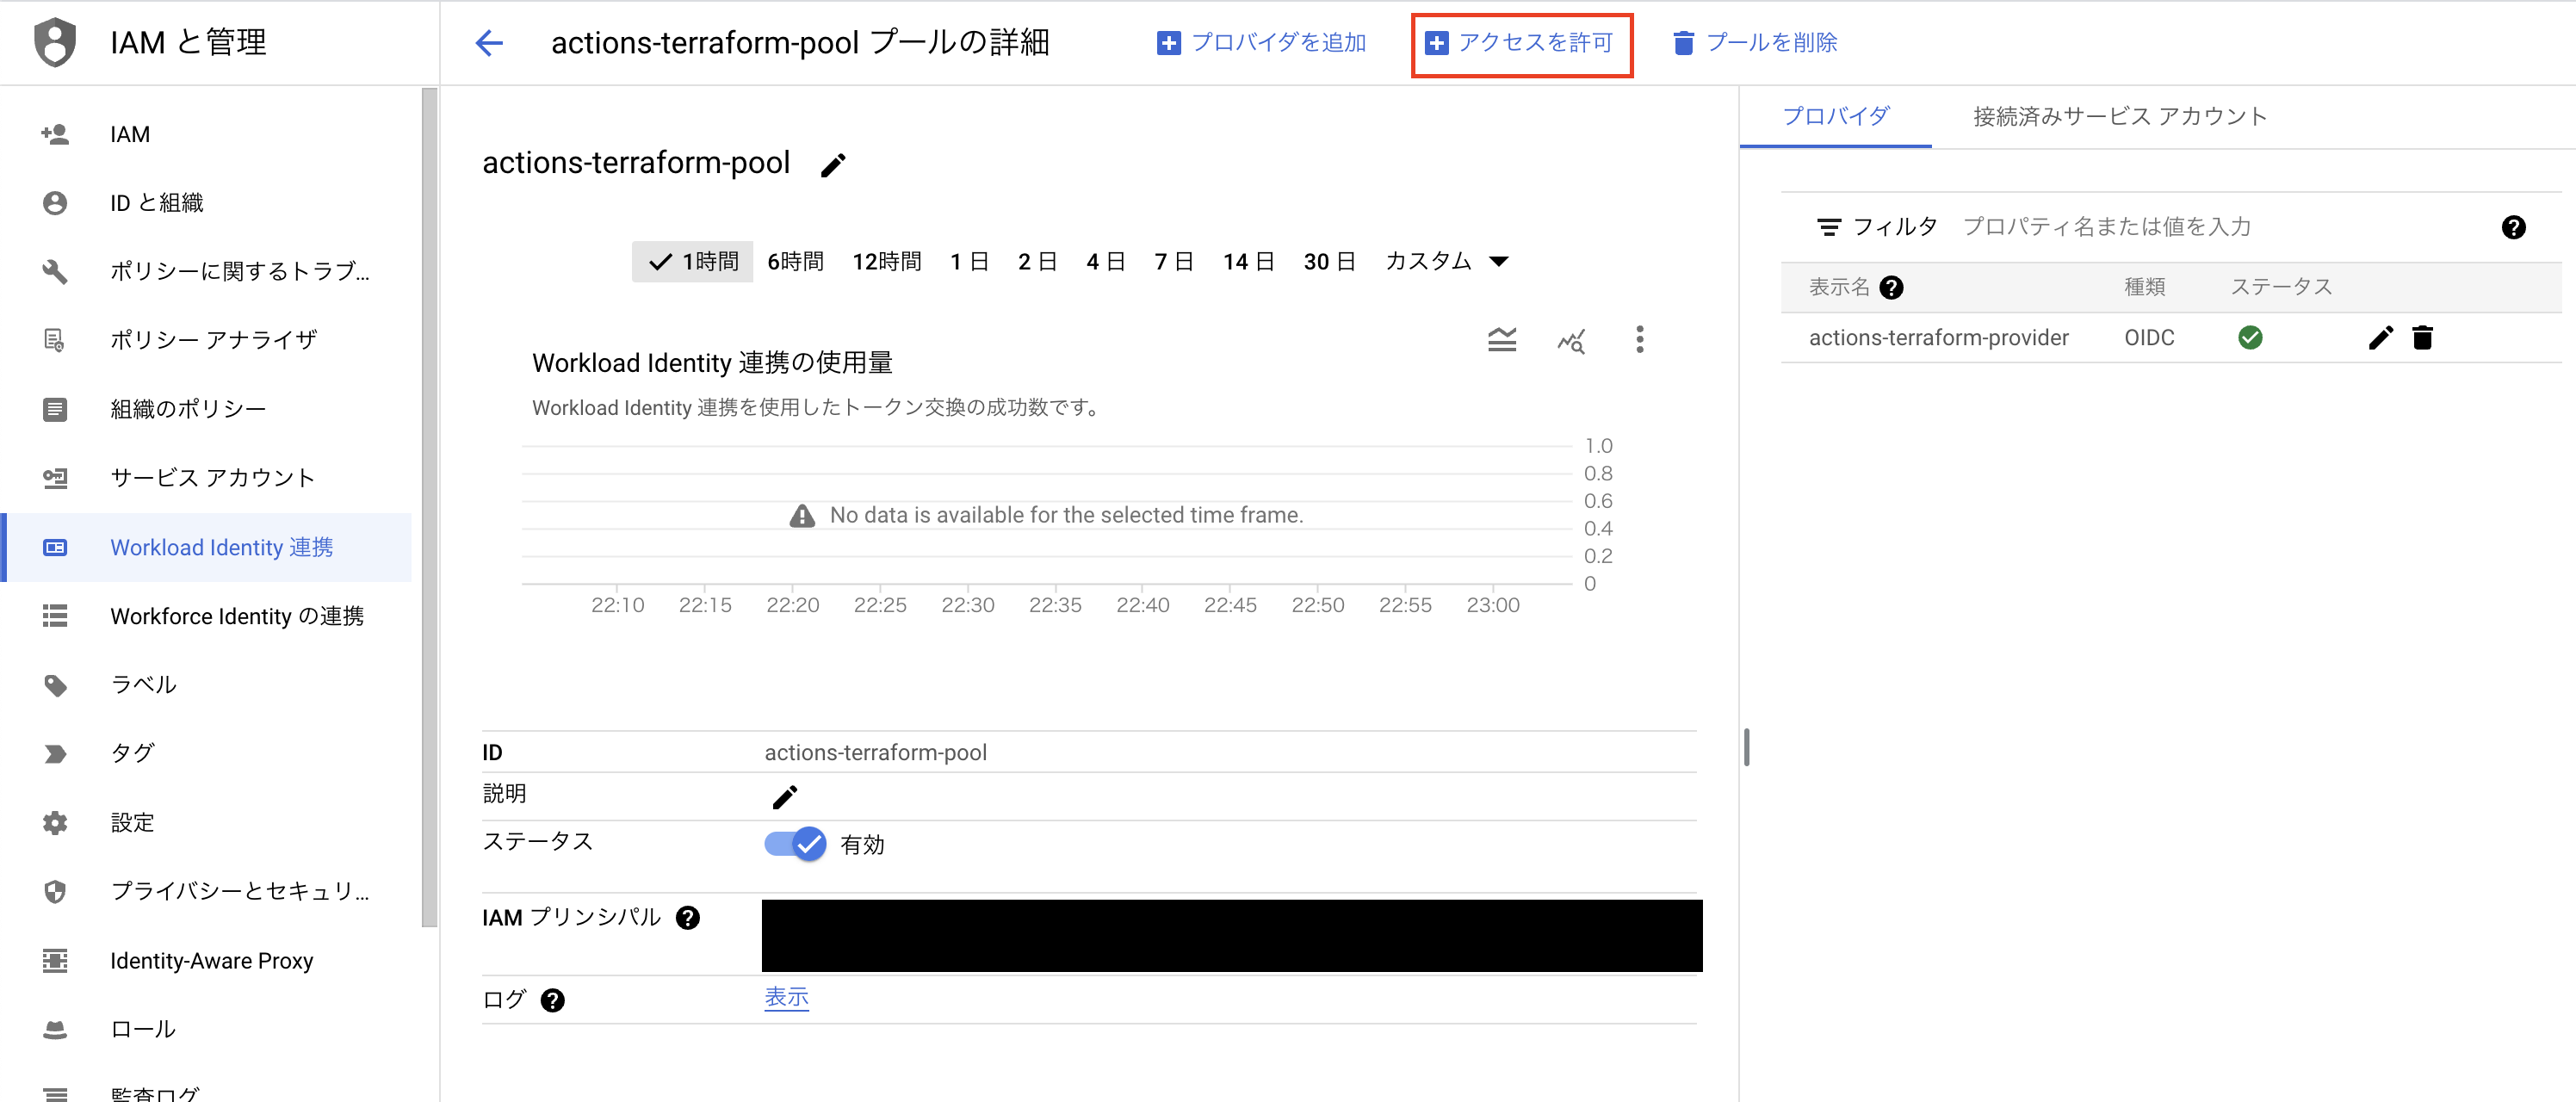 IAM と管理
actions-terraform-pool プールの詳細
プロバイダを追加
アクセスを許可
プールを削除
IAM
ID と組織
ポリシーに関するトラブ...
ポリシー アナライザ
組織のポリシー
サービス アカウント
Workload Identity 連携
Workforce Identity の連携
ラベル
タグ
設定
プライバシーとセキュリ...
Identity-Aware Proxy
ロール
監査ログ
actions-terraform-pool
1時間 6時間 12時間 1 日 2 日 4 日 7 日 14 日 30 日 カスタム
Workload Identity 連携の使用量
Workload Identity 連携を使用したトークン交換の成功数です。
1.0
0.8
0.6
No data is available for the selected time frame.
0.4
0.2
0
22:10 22:15 22:20 22:25 22:30 22:35 22:40 22:45 22:50 22:55 23:00
ID actions-terraform-pool
説明
ステータス 有効
IAM プリンシパル
ログ 表示
プロバイダ 接続済みサービス アカウント
フィルタ プロパティ名または値を入力
表示名 種類 ステータス
actions-terraform-provider OIDC